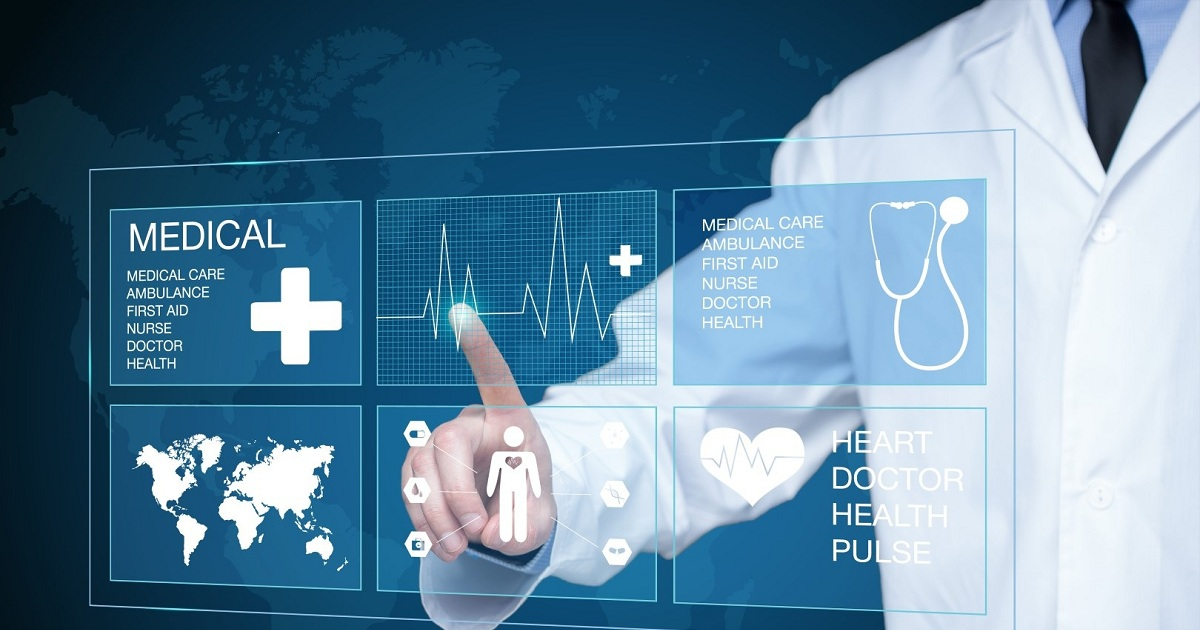 MEDICAL
MEDICAL CARE
AMBULANCE
FIRST AID
NURSE
DOCTOR
HEALTH
MEDICAL CARE
AMBULANCE
FIRST AID
NURSE
DOCTOR
HEALTH
HEART
DOCTOR
HEALTH
PULSE